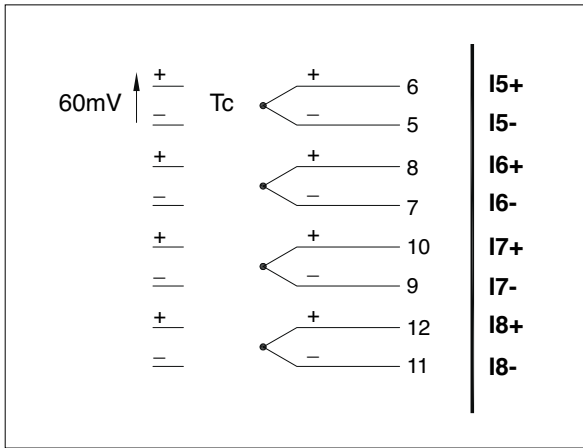 + + 6 I5+
60mV Tc
– – 5 I5-
+ + 8 I6+
– – 7 I6-
+ + 10 I7+
– – 9 I7-
+ + 12 I8+
– – 11 I8-